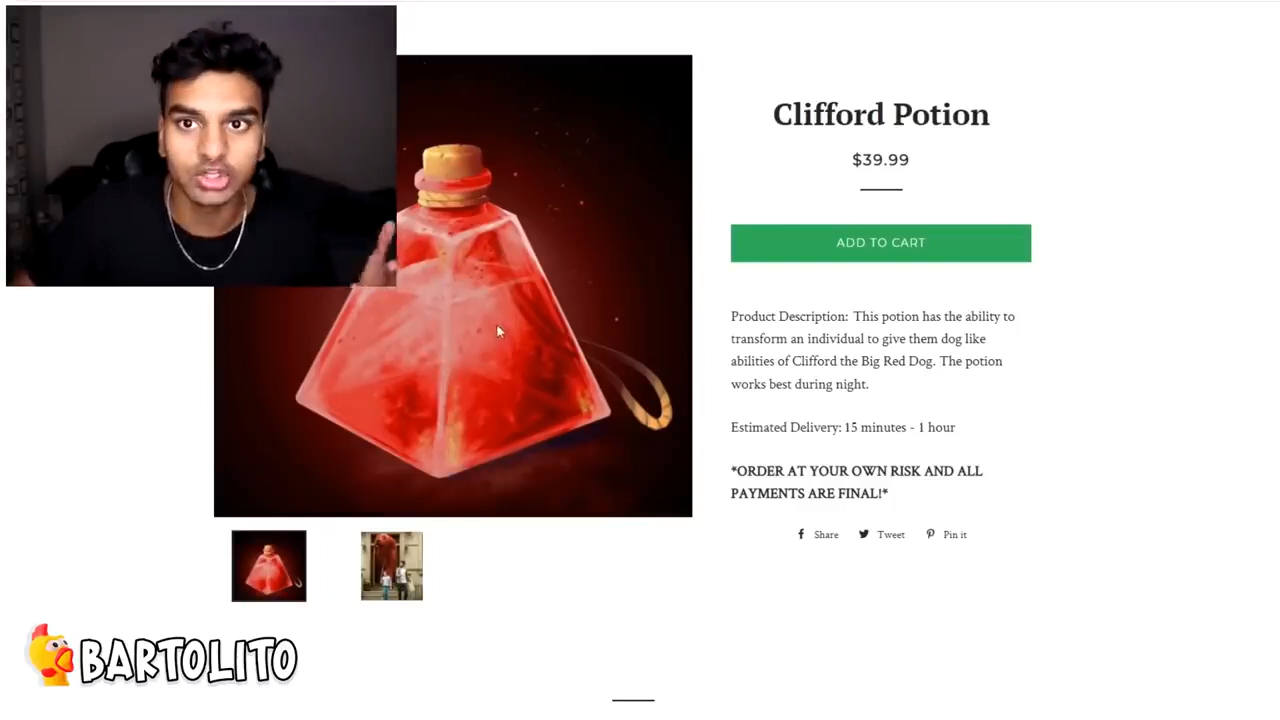 Clifford Potion
$39.99
ADD TO CART
Product Description: This potion has the ability to
transform an individual to give them dog like
abilities of Clifford the Big Red Dog. The potion
works best during night.
Estimated Delivery: 15 minutes - 1 hour
*ORDER AT YOUR OWN RISK AND ALL
PAYMENTS ARE FINAL!*
Share Tweet Pin it
BARTOLITO